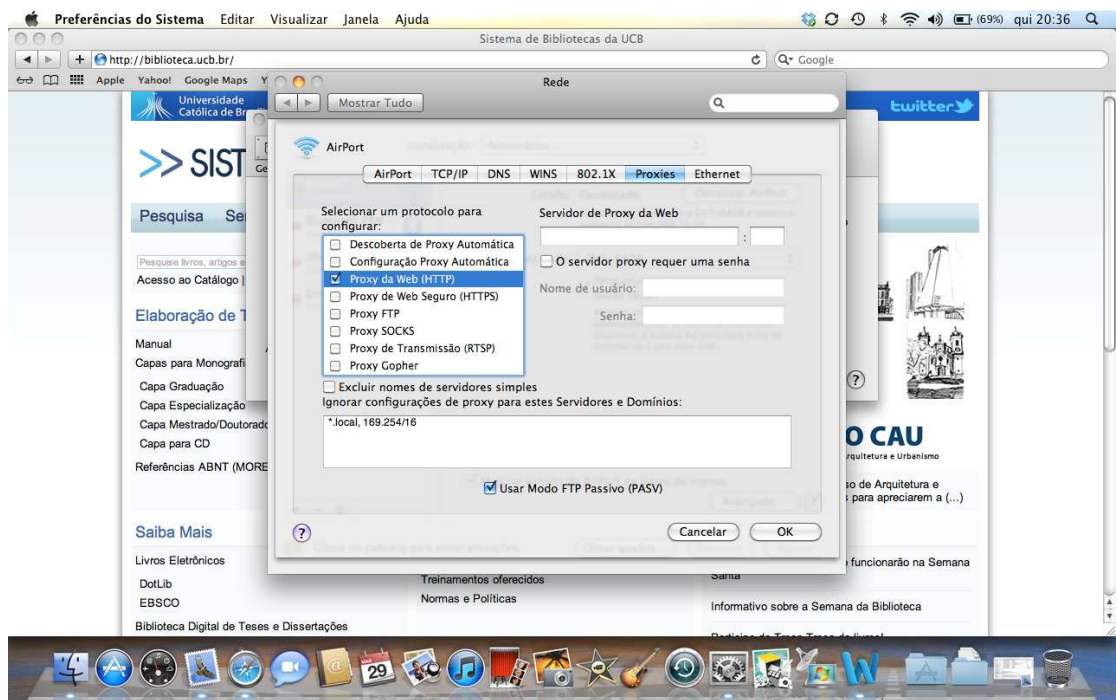 Preferências do Sistema Editar Visualizar Janela Ajuda
(69%) qui 20:36
Sistema de Bibliotecas da UCB
http://biblioteca.ucb.br/
Google
Apple Yahoo! Google Maps
Rede
Mostrar Tudo
Universidade
Católica de
twitter
AirPort
>> SIST
AirPort TCP/IP DNS WINS 802.1X Proxies Ethernet
Pesquisa
Selecionar um protocolo para
configurar:
Descoberta de Proxy Automática
Configuração Proxy Automática
Proxy da Web (HTTP)
Proxy de Web Seguro (HTTPS)
Proxy FTP
Proxy SOCKS
Proxy de Transmissão (RTSP)
Proxy Gopher
Servidor de Proxy da Web
:
O servidor proxy requer uma senha
Nome de usuário:
Senha:
Excluir nomes de servidores simples
Ignorar configurações de proxy para estes Servidores e Domínios:
*.local, 169.254/16
Usar Modo FTP Passivo (PASV)
?
Cancelar OK
Pesquise livros, artigos e
Acesso ao Catálogo |
Elaboração de T
Manual
Capas para Monografi
Capa Graduação
Capa Especialização
Capa Mestrado/Doutorado
Capa para CD
Referências ABNT (MORE
Saiba Mais
Livros Eletrônicos
DotLib
EBSCO
Biblioteca Digital de Teses e Dissertações
Treinamentos oferecidos
Normas e Políticas
?
O CAU
rquitetura e Urbanismo
so de Arquitetura e
para apreciarem a (...)
funcionarão na Semana
Santa
Informativo sobre a Semana da Biblioteca
29